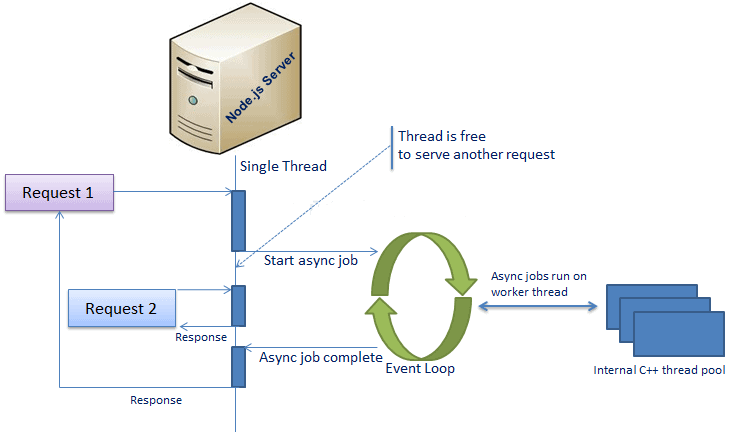 Node.js Server
Thread is free
to serve another request
Single Thread
Request 1
Start async job
Async jobs run on
worker thread
Request 2
Response
Async job complete
Event Loop
Internal C++ thread pool
Response